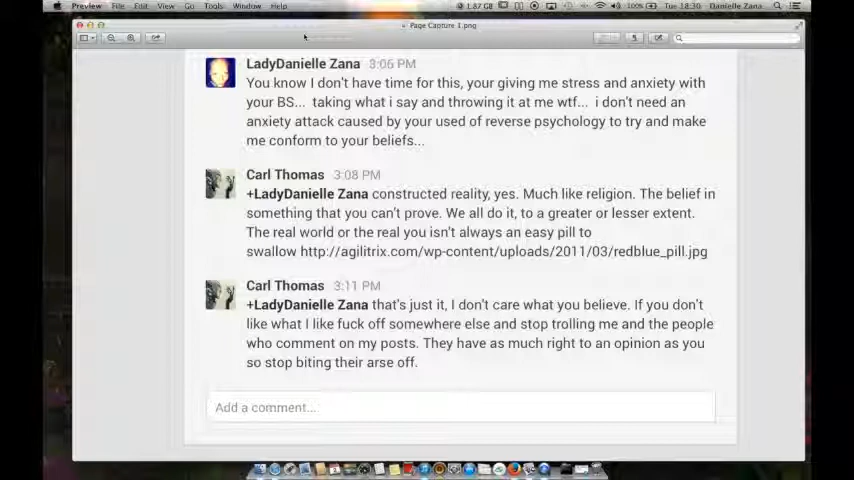 Preview File Edit View Go Tools Window Help 1.87 GB 100% Tue 18:30 Danielle Zana
Page Capture 1.png
LadyDanielle Zana 3:06 PM
You know I don't have time for this, your giving me stress and anxiety with
your BS... taking what i say and throwing it at me wtf... i don't need an
anxiety attack caused by your used of reverse psychology to try and make
me conform to your beliefs...
Carl Thomas 3:08 PM
+LadyDanielle Zana constructed reality, yes. Much like religion. The belief in
something that you can't prove. We all do it, to a greater or lesser extent.
The real world or the real you isn't always an easy pill to
swallow http://agilitrix.com/wp-content/uploads/2011/03/redblue_pill.jpg
Carl Thomas 3:11 PM
+LadyDanielle Zana that's just it, I don't care what you believe. If you don't
like what I like fuck off somewhere else and stop trolling me and the people
who comment on my posts. They have as much right to an opinion as you
so stop biting their arse off.
Add a comment...